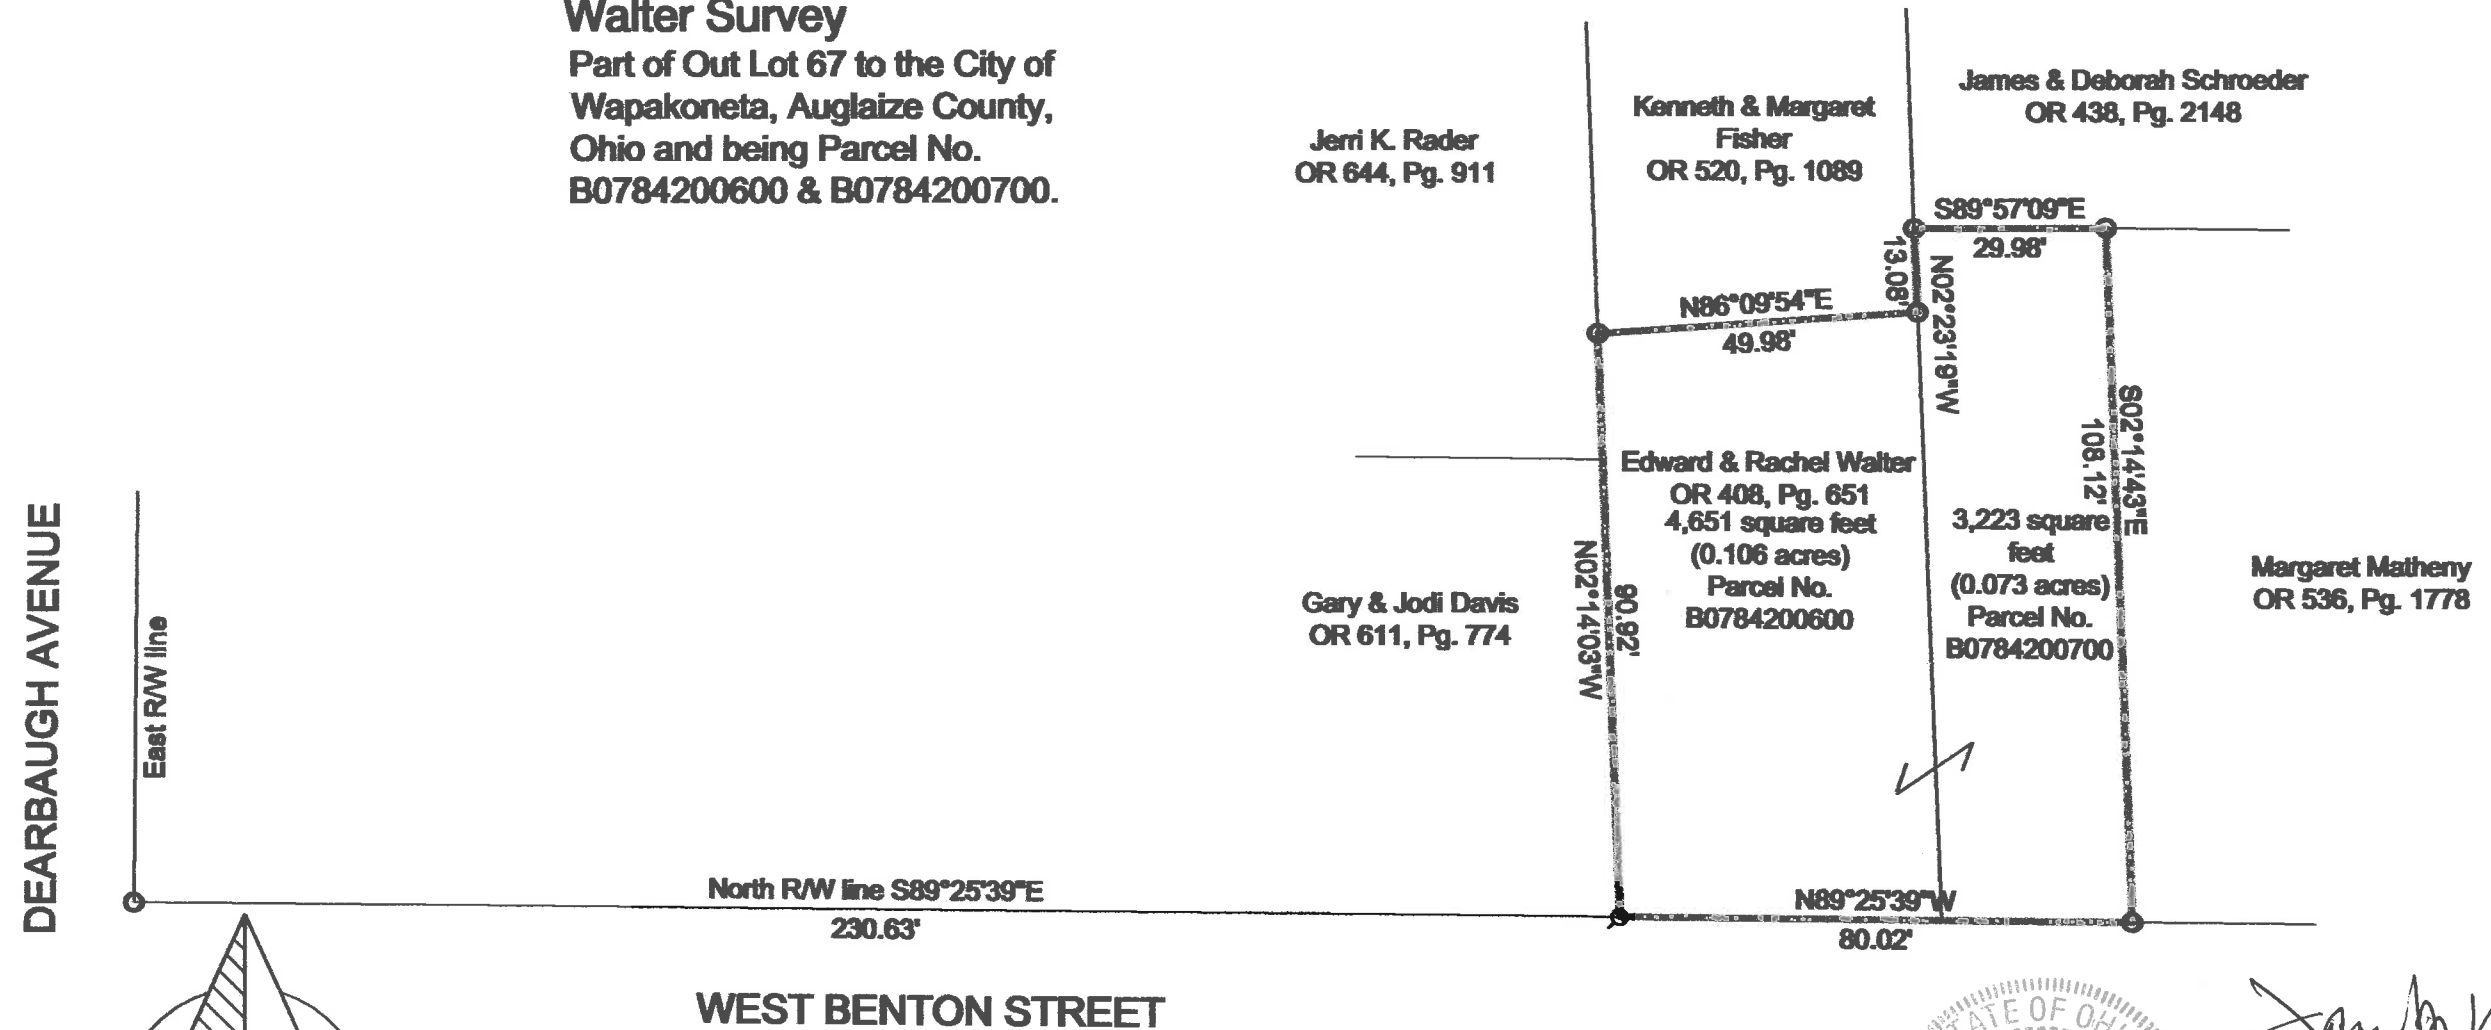 Walter Survey
Part of Out Lot 67 to the City of
Wapakoneta, Auglaize County,
Ohio and being Parcel No.
B0784200600 & B0784200700.
Jerri K. Rader
OR 644, Pg. 911
Kenneth & Margaret
Fisher
OR 520, Pg. 1089
James & Deborah Schroeder
OR 438, Pg. 2148
S89°57'09"E
29.98'
13.08'
N02°23'19"W
N86°09'54"E
49.98'
S02°14'43"E
108.12'
Edward & Rachel Walter
OR 408, Pg. 651
4,651 square feet
(0.106 acres)
Parcel No.
B0784200600
3,223 square
feet
(0.073 acres)
Parcel No.
B0784200700
Margaret Matheny
OR 536, Pg. 1778
Gary & Jodi Davis
OR 611, Pg. 774
N02°14'03"W
90.92'
DEARBAUGH AVENUE
East R/W line
North R/W line S89°25'39"E
230.63'
N89°25'39"W
80.02'
WEST BENTON STREET
STATE OF OHIO